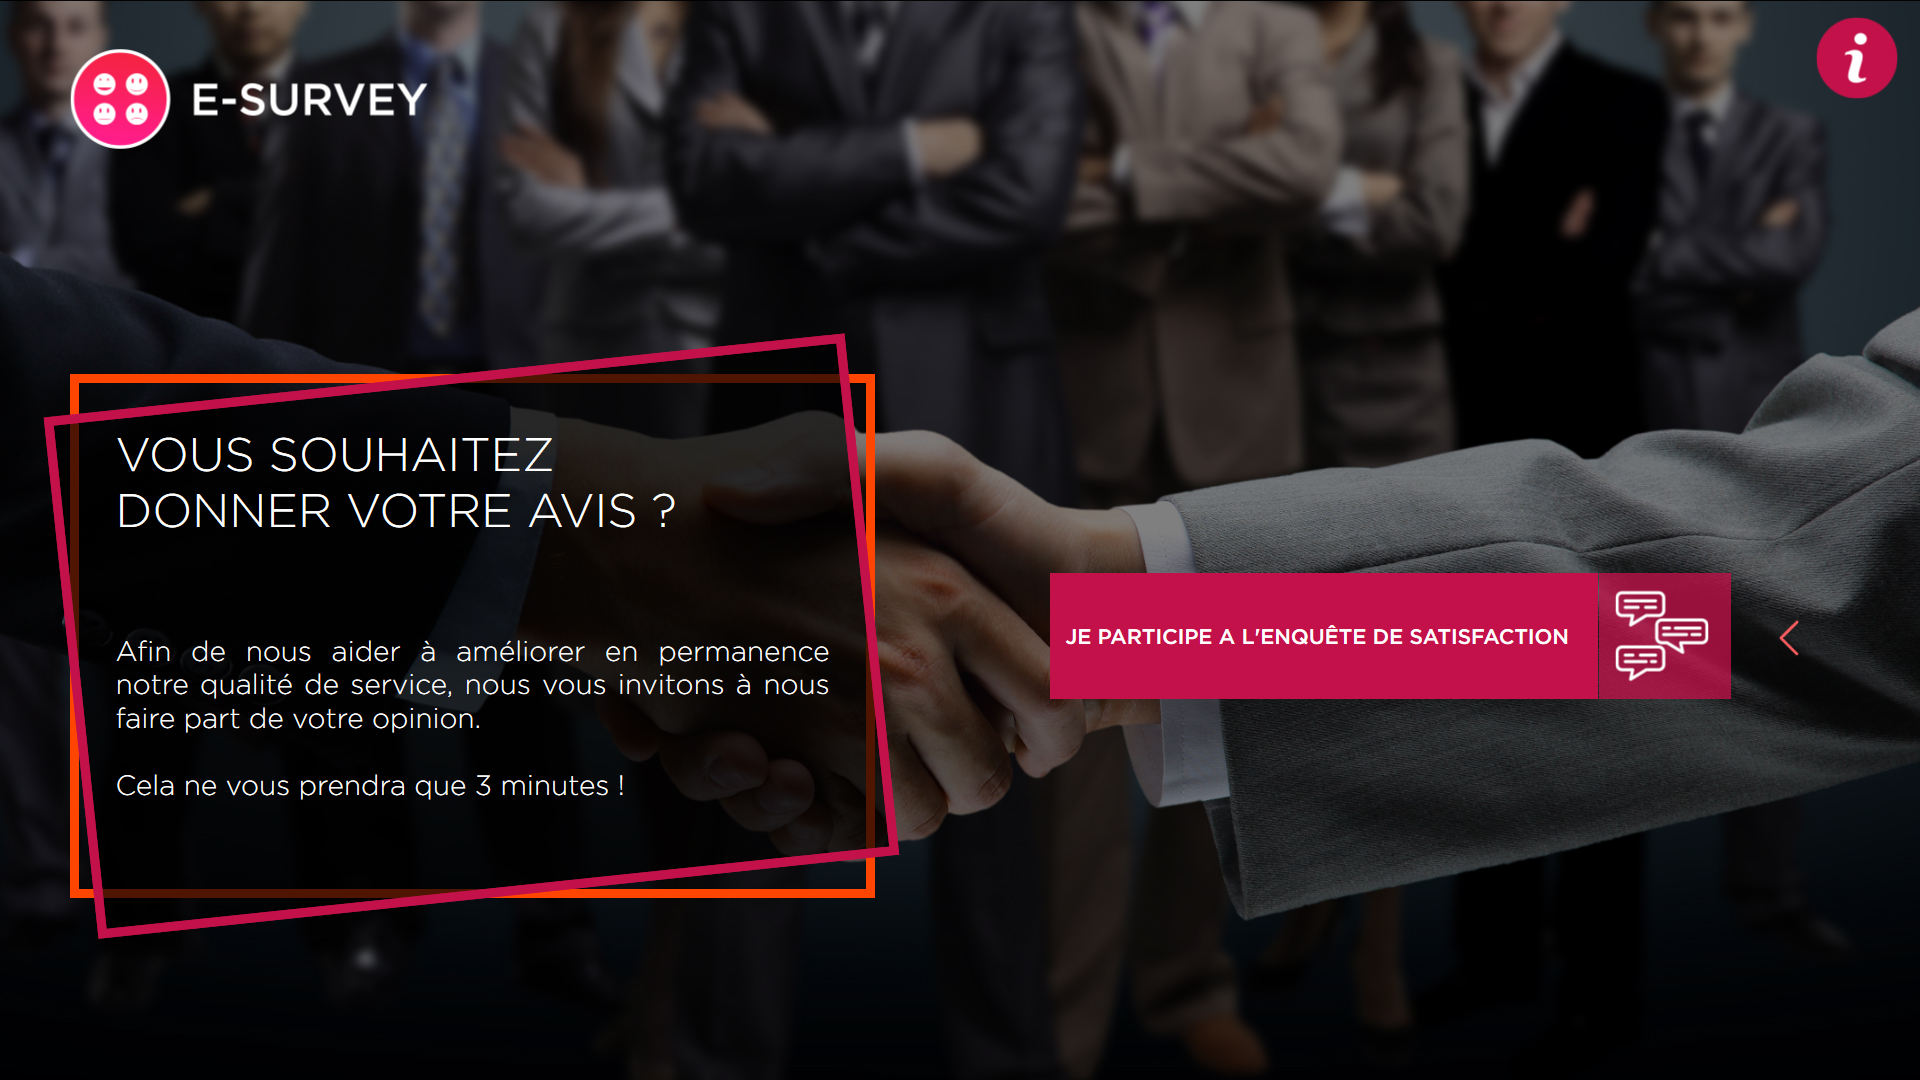 E-SURVEY
i
VOUS SOUHAITEZ
DONNER VOTRE AVIS ?
Afin de nous aider à améliorer en permanence
notre qualité de service, nous vous invitons à nous
faire part de votre opinion.
Cela ne vous prendra que 3 minutes !
JE PARTICIPE A L'ENQUÊTE DE SATISFACTION